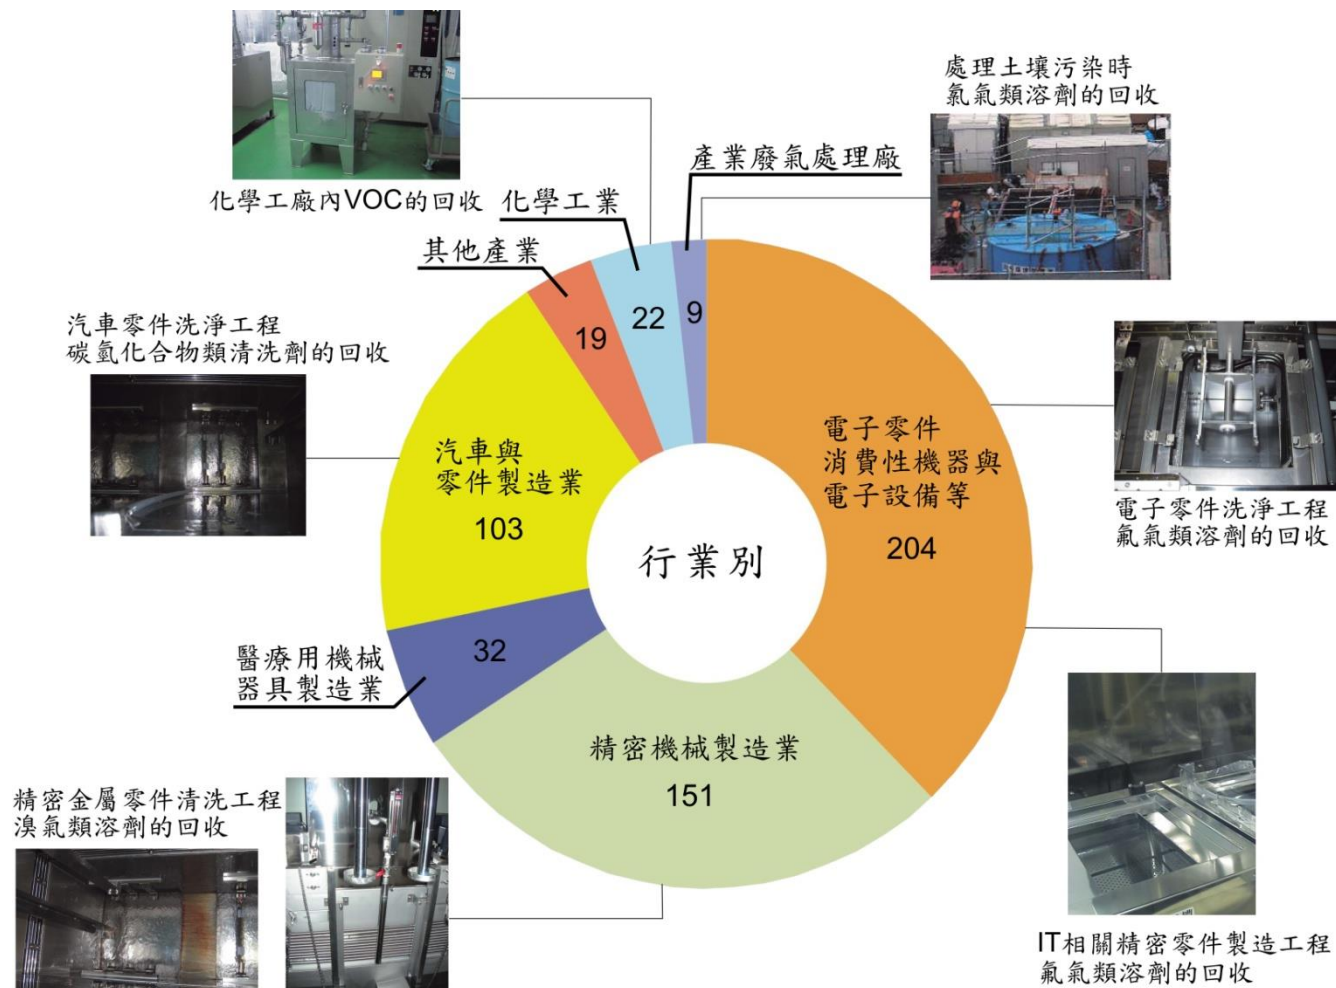 處理土壤污染時
氯氣類溶劑的回收
產業廢氣處理廠
化學工廠內VOC的回收
化學工業
其他產業
19
22
9
汽車零件洗淨工程
碳氫化合物類清洗劑的回收
電子零件
消費性機器與
電子設備等
204
汽車與
零件製造業
103
行業別
電子零件洗淨工程
氟氣類溶劑的回收
醫療用機械
器具製造業
32
精密機械製造業
151
精密金屬零件清洗工程
溴氣類溶劑的回收
IT相關精密零件製造工程
氟氣類溶劑的回收